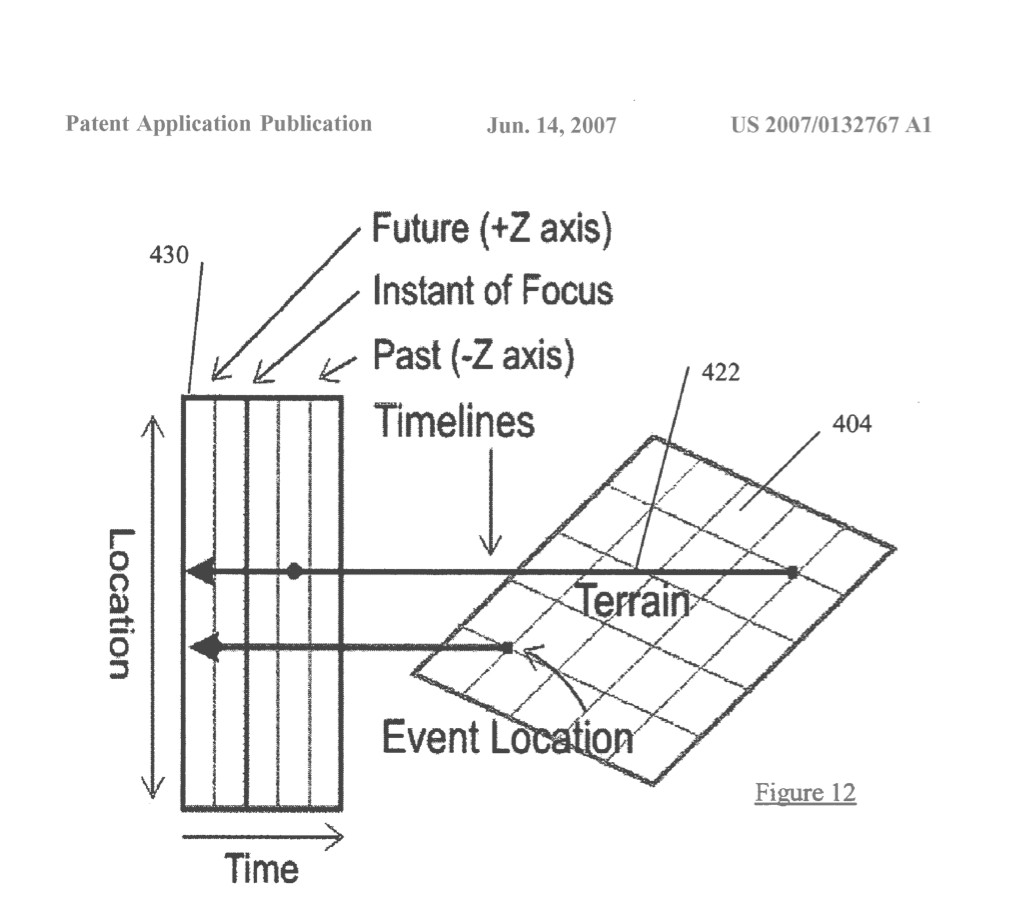 Patent Application Publication Jun. 14, 2007 US 2007/0132767 A1
Future (+Z axis)
430
Instant of Focus
Past (-Z axis)
422
Timelines
404
Location
Terrain
Event Location
Figure 12
Time